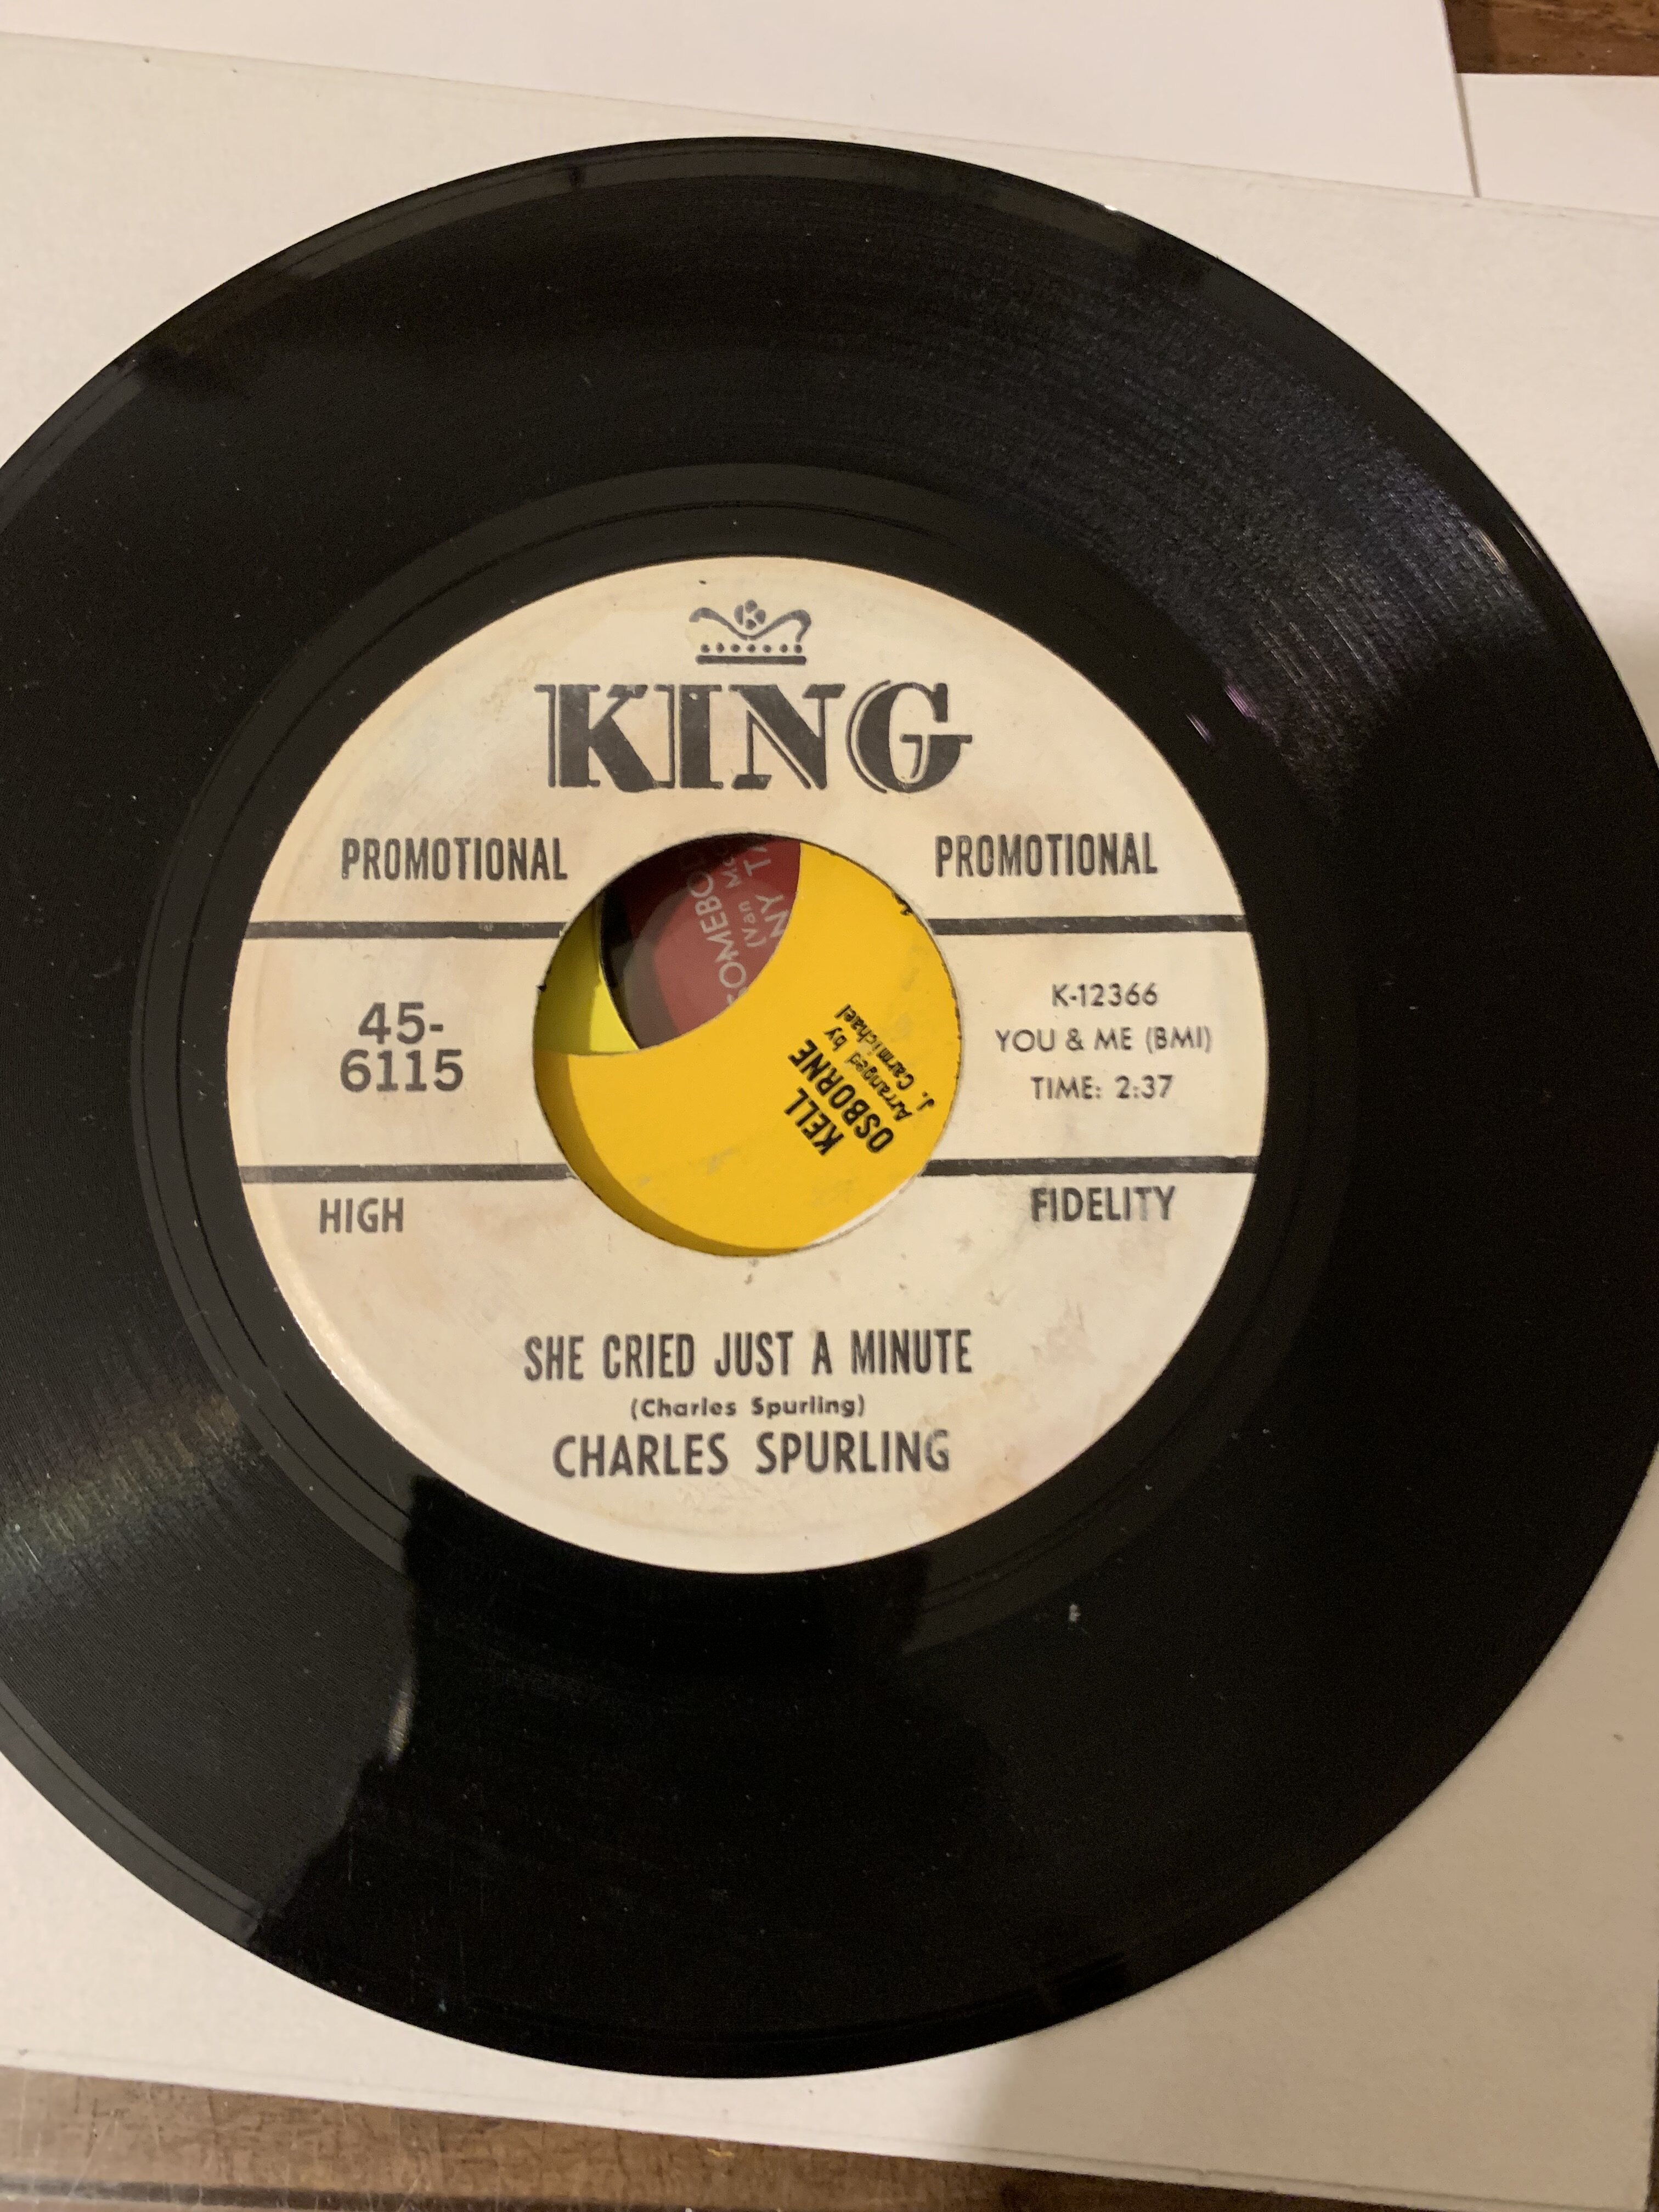 KING
PROMOTIONAL
PROMOTIONAL
45-
6115
K-12366
YOU & ME (BMI)
TIME: 2:37
HIGH
FIDELITY
SHE CRIED JUST A MINUTE
(Charles Spurling)
CHARLES SPURLING
KELL
OSBORNE
Arranged by
J. Carmichael
(Van